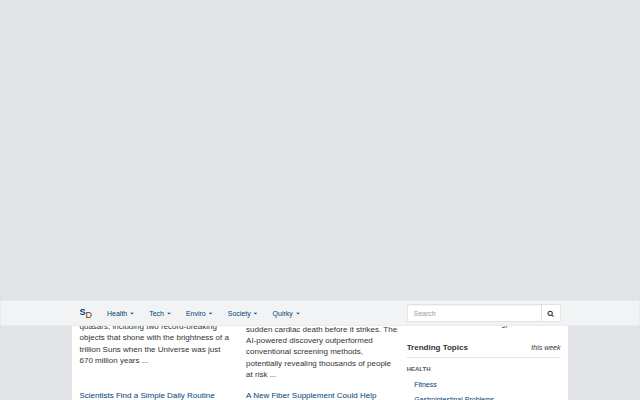 SD Health Tech Enviro Society Quirky Search
quasars, including two record-breaking
objects that shone with the brightness of a
trillion Suns when the Universe was just
670 million years ...
Scientists Find a Simple Daily Routine
sudden cardiac death before it strikes. The
AI-powered discovery outperformed
conventional screening methods,
potentially revealing thousands of people
at risk ...
A New Fiber Supplement Could Help
Trending Topics this week
HEALTH
Fitness
Gastrointestinal Problems